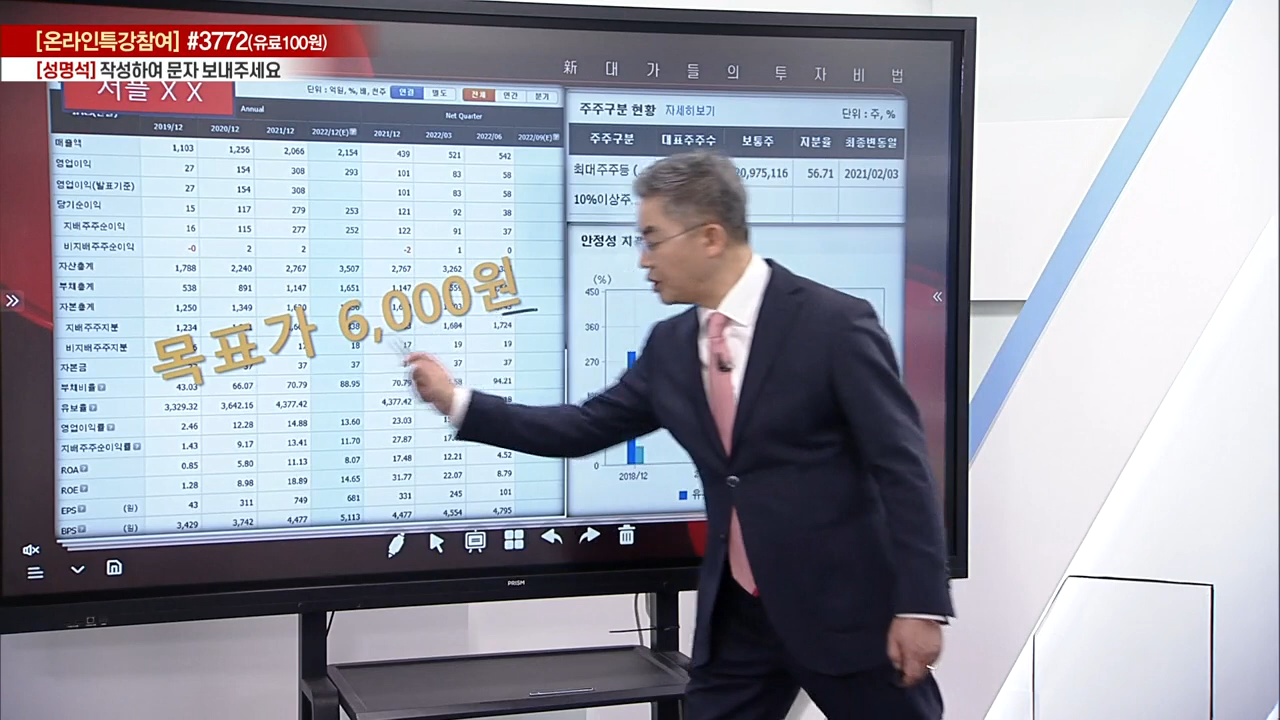 [온라인특강참여] #3772(유료100원)
[성명석] 작성하여 문자 보내주세요
新 대 가 들 의 투 자 비 법
서플 X X
단위 : 억원, %, 배, 천주 연결 별도 전체 연간 분기
Annual Net Quarter
2019/12 2020/12 2021/12 2022/12(E) 2021/12 2022/03 2022/06 2022/09(E)
매출액 1,103 1,256 2,066 2,154 439 521 542
영업이익 27 154 308 293 101 83 58
영업이익(발표기준) 27 154 308 101 83 58
당기순이익 15 117 279 253 121 92 38
지배주주순이익 16 115 277 252 122 91 37
비지배주주순이익 -0 2 2 -2 1 0
자산총계 1,788 2,240 2,767 3,507 2,767 3,262
부채총계 538 891 1,147 1,651 1,147
자본총계 1,250 1,349
지배주주지분 1,234 1,684 1,724
비지배주주지분 18 17 19 19
자본금 37 37 37 37 37
부채비율 43.03 66.07 70.79 88.95 70.79 94.21
유보율 3,329.32 3,642.16 4,377.42 4,377.42
영업이익률 2.46 12.28 14.88 13.60 23.03
지배주주순이익률 1.43 9.17 13.41 11.70 27.87
ROA 0.85 5.80 11.13 8.07 17.48 12.21 4.52
ROE 1.28 8.98 18.89 14.65 31.77 22.07 8.79
EPS (원) 43 311 749 681 331 245 101
BPS (원) 3,429 3,742 4,477 5,113 4,477 4,554 4,795
목표가 6,000원
주주구분 현황 자세히보기 단위 : 주, %
주주구분 대표주주수 보통주 지분율 최종변동일
최대주주등 20,975,116 56.71 2021/02/03
10%이상주
안정성 지
(%)
450
360
270
0
2018/12
PRISM